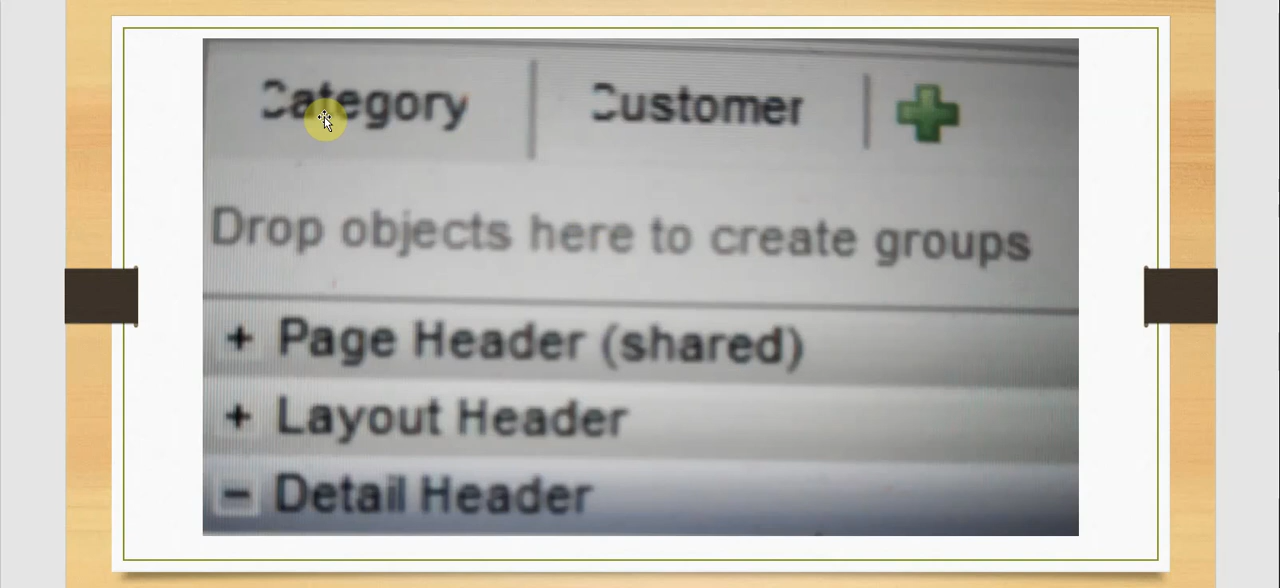 Category Customer
Drop objects here to create groups
+ Page Header (shared)
+ Layout Header
- Detail Header